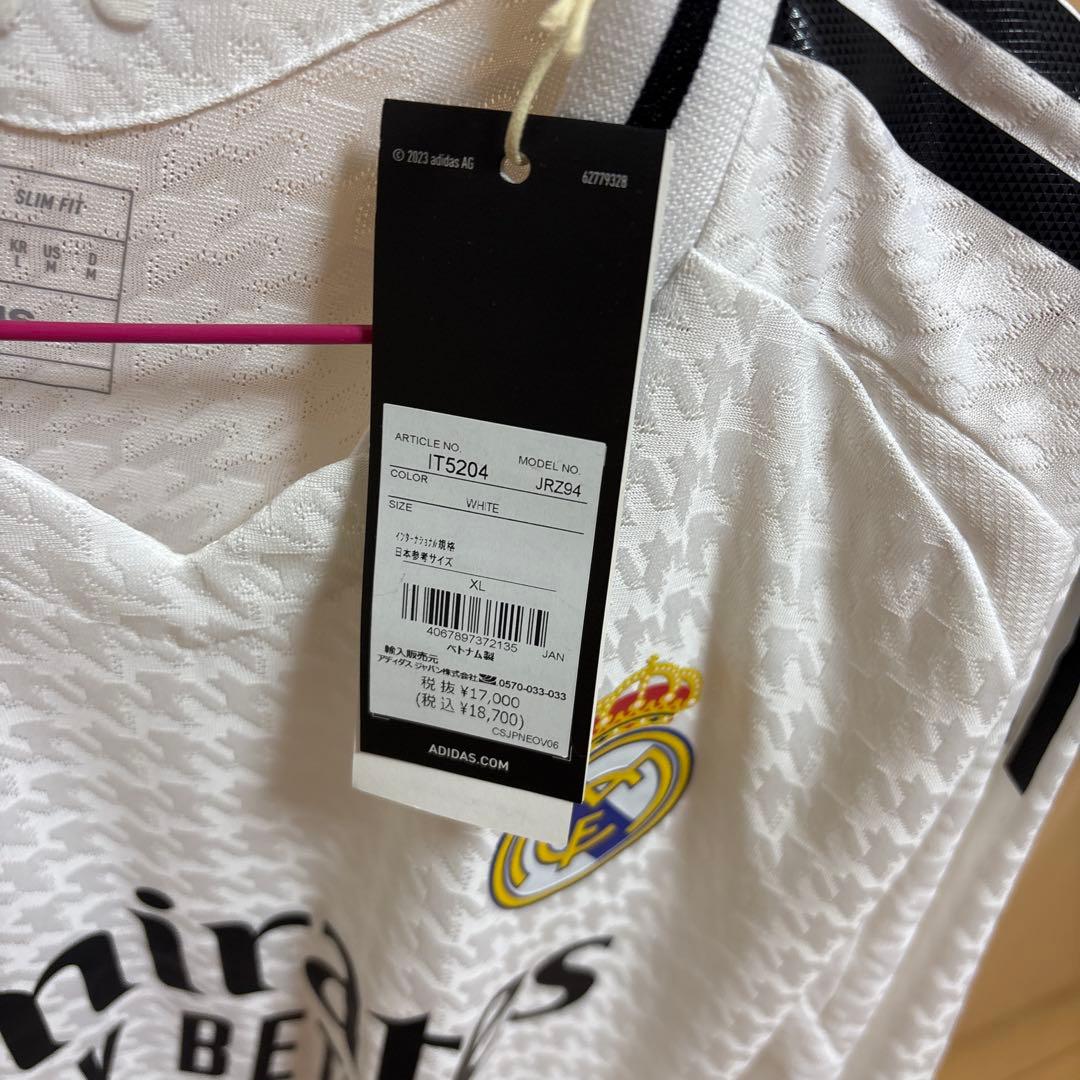 © 2023 adidas AG
62779328
SLIM FIT
KR US D
L M M
ARTICLE NO.
IT5204
MODEL NO.
JRZ94
COLOR
WHITE
SIZE
インターナショナル規格
日本参考サイズ
XL
4067897372135
JAN
ベトナム製
輸入販売元
アディダス ジャパン株式会社
0570-033-033
税抜 ¥17,000
(税込 ¥18,700)
CSJPNEOV06
ADIDAS.COM